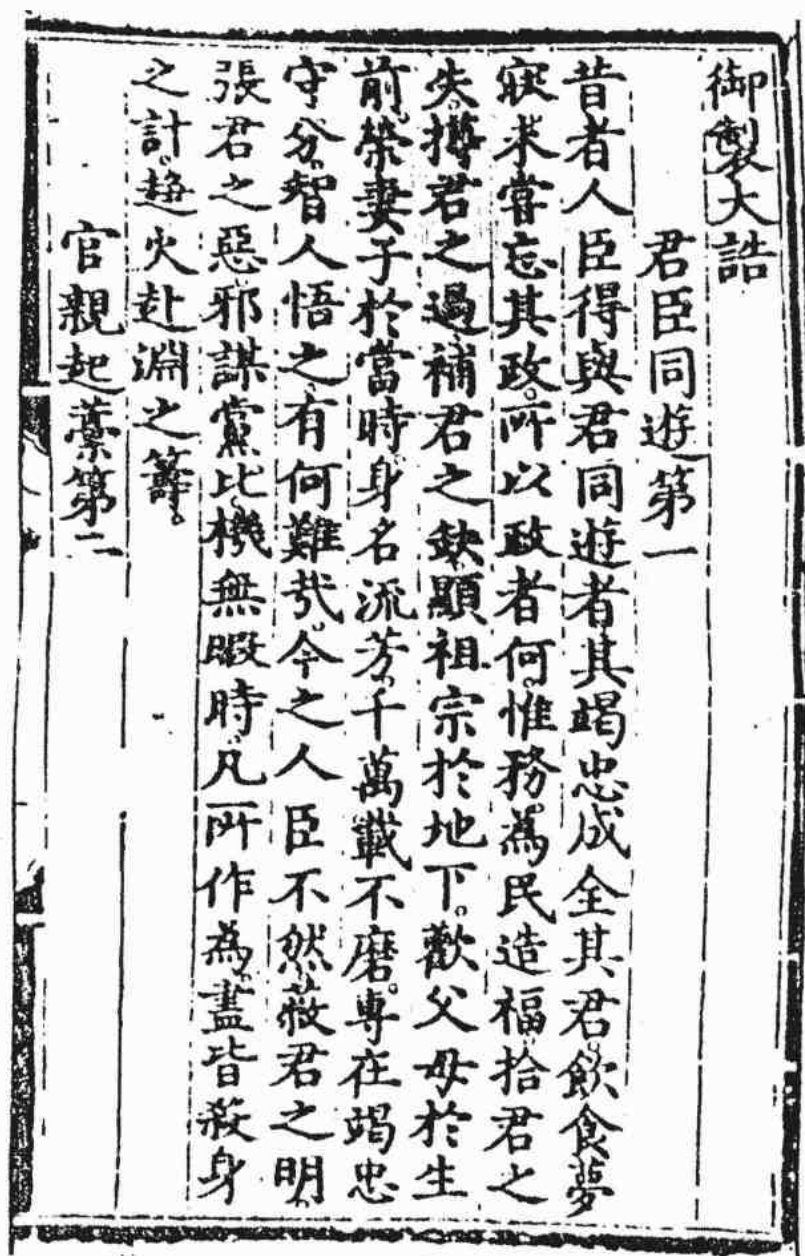 御製大誥
君臣同遊第一
昔者人臣得與君同遊者其竭忠成全其君。飲食夢
寐未嘗忘其政。所以政者何。惟務為民造福。拾君之
失。撙君之過。補君之缺。顯祖宗於地下。歡父母於生
前。榮妻子於當時。身名流芳。千萬載不磨。專在竭忠
守分。智人悟之。有何難哉。今之人臣不然。蔽君之明。
張君之惡。邪謀黨比。機無暇時。凡所作為。盡皆殺身
之計。趨火赴淵之籌。
官親起藁第二